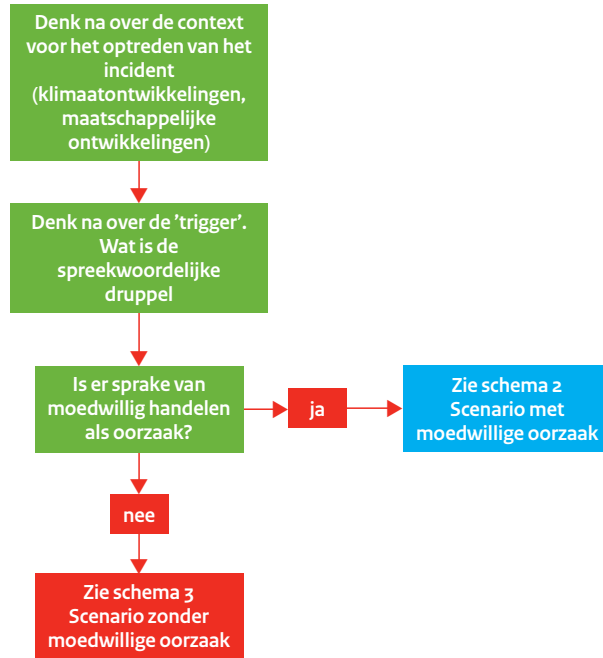 Denk na over de context
voor het optreden van het
incident
(klimaatontwikkelingen,
maatschappelijke
ontwikkelingen)
Denk na over de ’trigger’.
Wat is de
spreekwoordelijke
druppel
Is er sprake van
moedwillig handelen
als oorzaak?
ja
Zie schema 2
Scenario met
moedwillige oorzaak
nee
Zie schema 3
Scenario zonder
moedwillige oorzaak